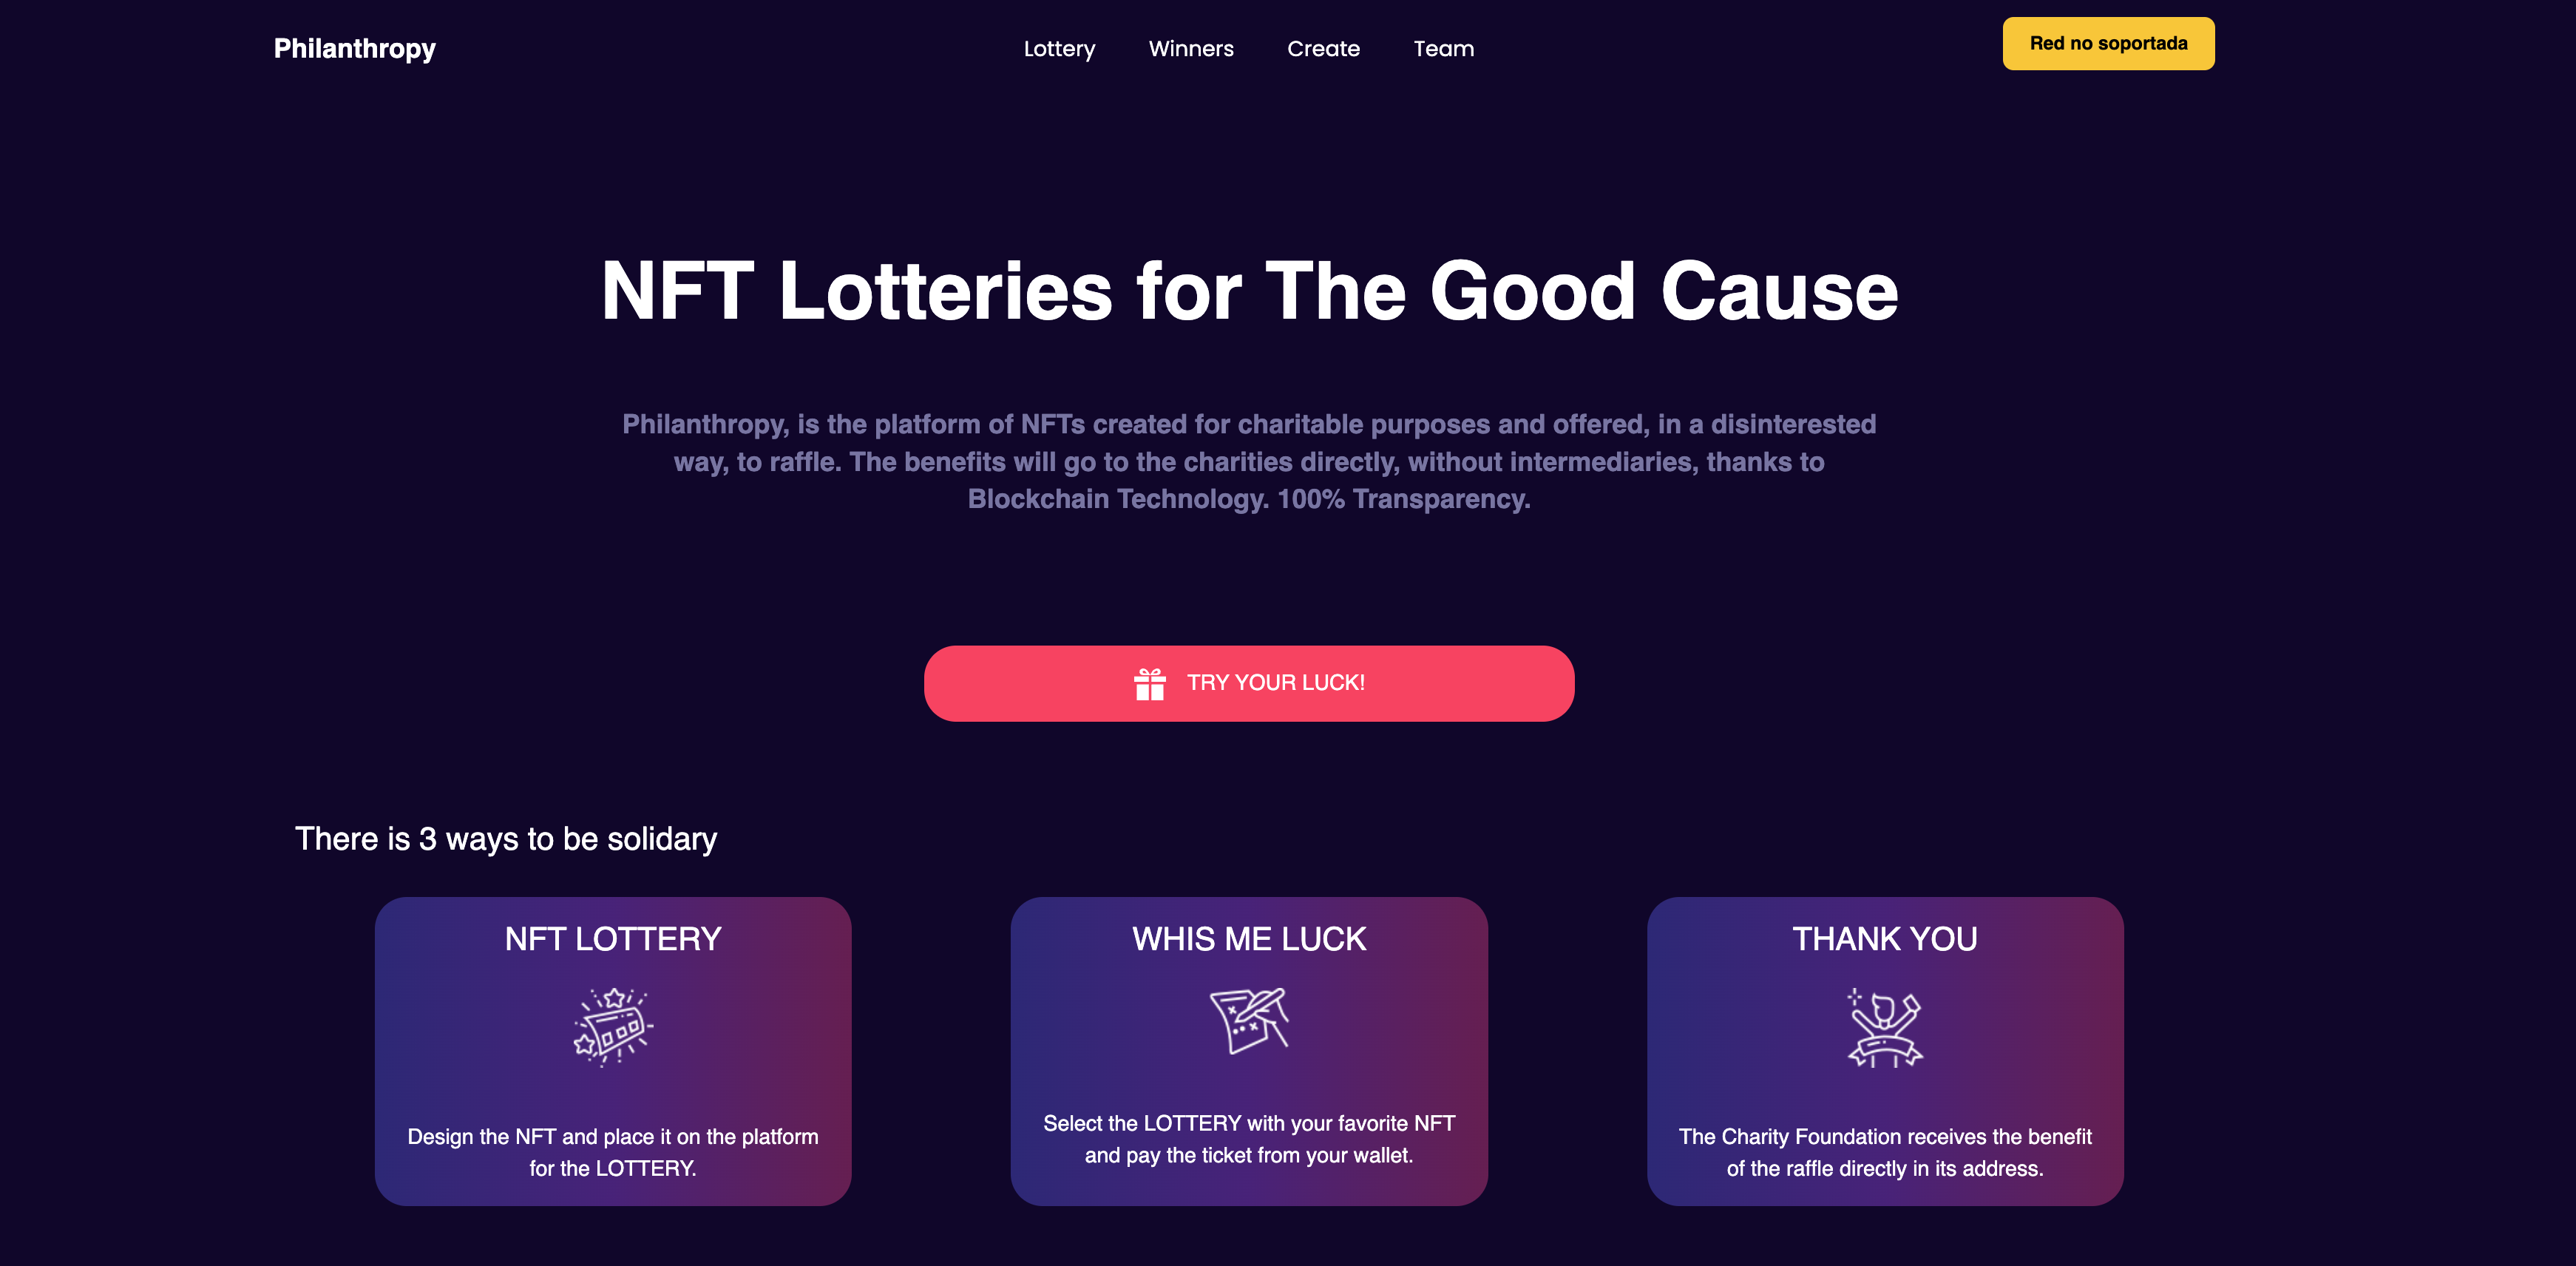 Philanthropy
Lottery
Winners
Create
Team
Red no soportada
NFT Lotteries for The Good Cause
Philanthropy, is the platform of NFTs created for charitable purposes and offered, in a disinterested
way, to raffle. The benefits will go to the charities directly, without intermediaries, thanks to
Blockchain Technology. 100% Transparency.
TRY YOUR LUCK!
There is 3 ways to be solidary
NFT LOTTERY
Design the NFT and place it on the platform
for the LOTTERY.
WHIS ME LUCK
Select the LOTTERY with your favorite NFT
and pay the ticket from your wallet.
THANK YOU
The Charity Foundation receives the benefit
of the raffle directly in its address.